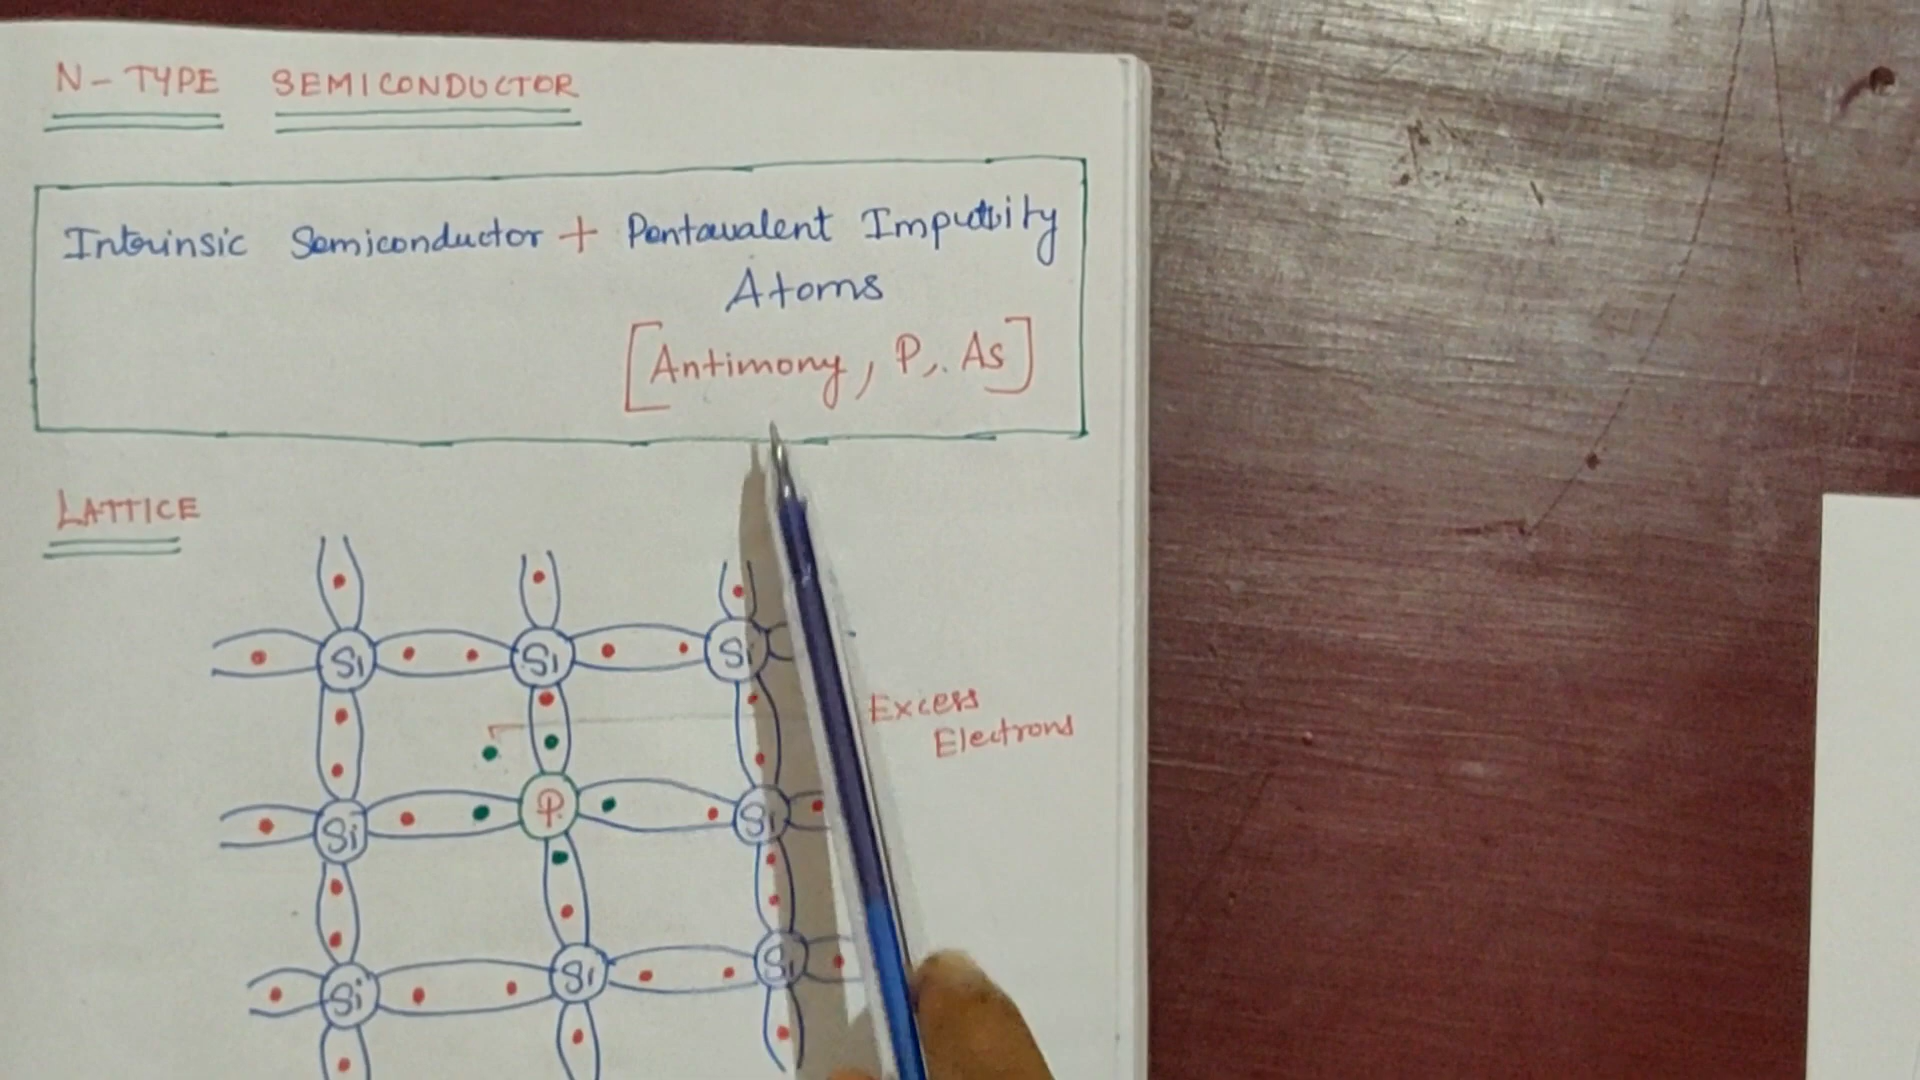 N-TYPE SEMICONDUCTOR
Intrinsic Semiconductor + Pentavalent Impurity
Atoms
[Antimony, P, As]
LATTICE
Si Si Si
Excess
Electrons
Si P Si
Si Si Si